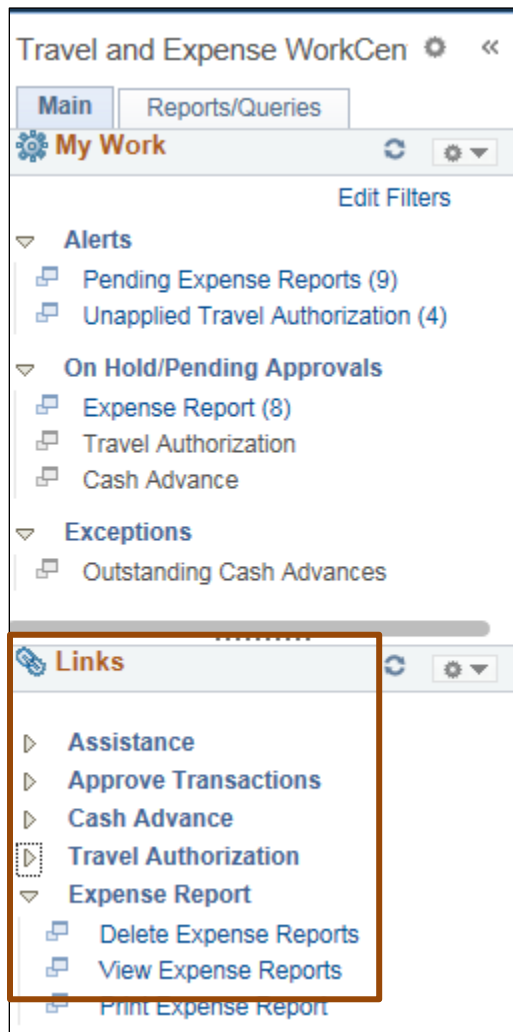 Travel and Expense WorkCen
Main Reports/Queries
My Work
Edit Filters
Alerts
Pending Expense Reports (9)
Unapplied Travel Authorization (4)
On Hold/Pending Approvals
Expense Report (8)
Travel Authorization
Cash Advance
Exceptions
Outstanding Cash Advances
Links
Assistance
Approve Transactions
Cash Advance
Travel Authorization
Expense Report
Delete Expense Reports
View Expense Reports
Print Expense Report